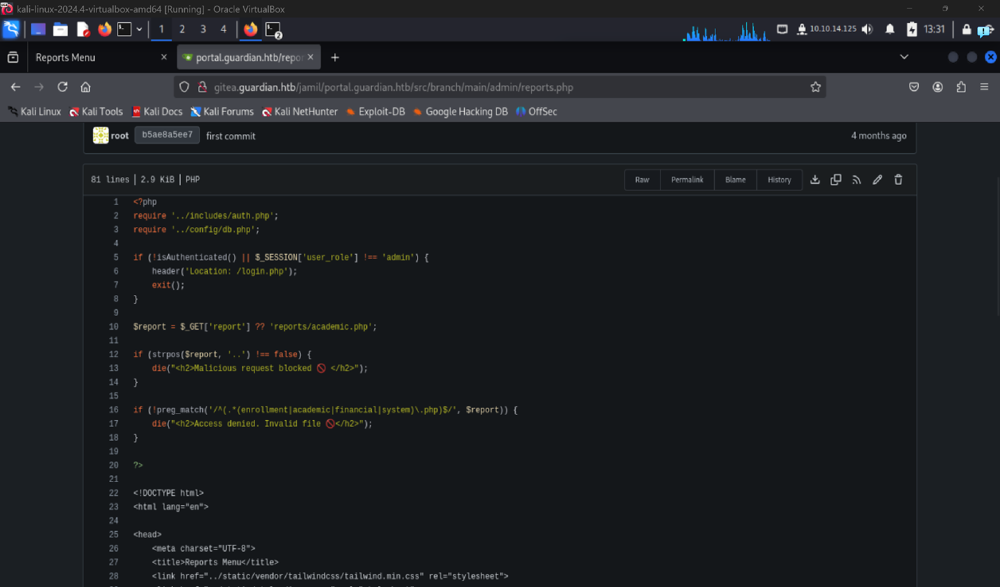 kali-linux-2024.4-virtualbox-amd64 [Running] - Oracle VirtualBox
1 2 3 4 2 10.10.14.125 13:31
Reports Menu portal.guardian.htb/repor
gitea.guardian.htb/jamil/portal.guardian.htb/src/branch/main/admin/reports.php
Kali Linux Kali Tools Kali Docs Kali Forums Kali NetHunter Exploit-DB Google Hacking DB OffSec
root b5ae8a5ee7 first commit 4 months ago
81 lines | 2.9 KiB | PHP Raw Permalink Blame History
1 <?php
2 require '../includes/auth.php';
3 require '../config/db.php';
4
5 if (!isAuthenticated() || $_SESSION['user_role'] !== 'admin') {
6     header('Location: /login.php');
7     exit();
8 }
9
10 $report = $_GET['report'] ?? 'reports/academic.php';
11
12 if (strpos($report, '..') !== false) {
13     die("<h2>Malicious request blocked 🚫 </h2>");
14 }
15
16 if (!preg_match('/^(.*(enrollment|academic|financial|system)\.php)$/', $report)) {
17     die("<h2>Access denied. Invalid file 🚫</h2>");
18 }
19
20 ?>
21
22 <!DOCTYPE html>
23 <html lang="en">
24
25 <head>
26     <meta charset="UTF-8">
27     <title>Reports Menu</title>
28     <link href="../static/vendor/tailwindcss/tailwind.min.css" rel="stylesheet">